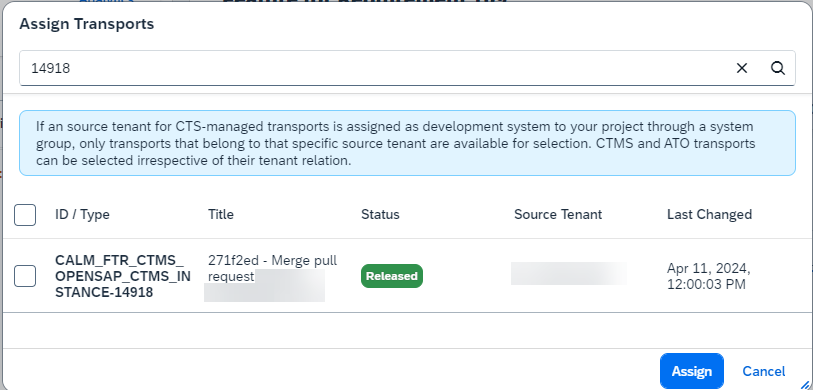 Assign Transports
14918
If an source tenant for CTS-managed transports is assigned as development system to your project through a system
group, only transports that belong to that specific source tenant are available for selection. CTMS and ATO transports
can be selected irrespective of their tenant relation.
ID / Type Title Status Source Tenant Last Changed
CALM_FTR_CTMS_
OPENSAP_CTMS_IN
STANCE-14918
271f2ed - Merge pull
request
Released
Apr 11, 2024,
12:00:03 PM
Assign Cancel